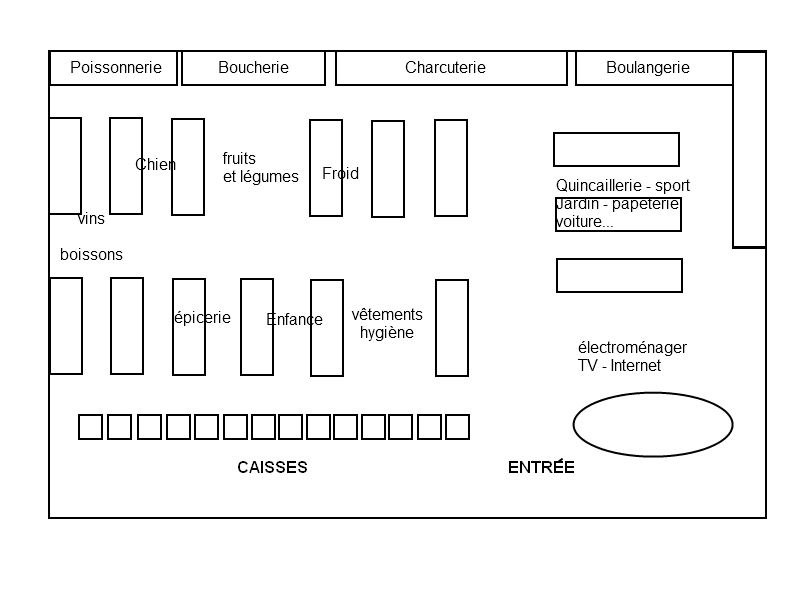 Poissonnerie
Boucherie
Charcuterie
Boulangerie
Chien
fruits
et légumes
Froid
Quincaillerie - sport
Jardin - papeterie
voiture...
vins
boissons
épicerie
Enfance
vêtements
hygiène
électroménager
TV - Internet
CAISSES
ENTRÉE